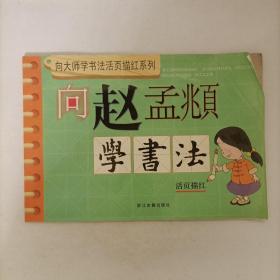 向大师学书法活页描红系列
向赵孟頫
學書法
活页描红
浙江古籍出版社